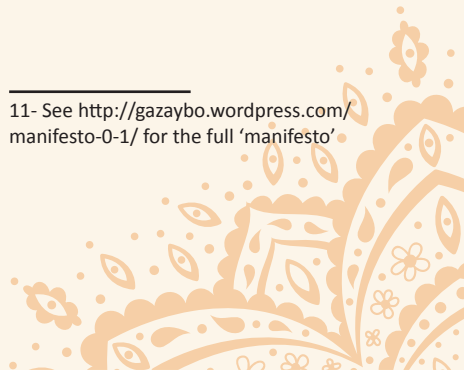 11- See http://gazaybo.wordpress.com/
manifesto-0-1/ for the full ‘manifesto’